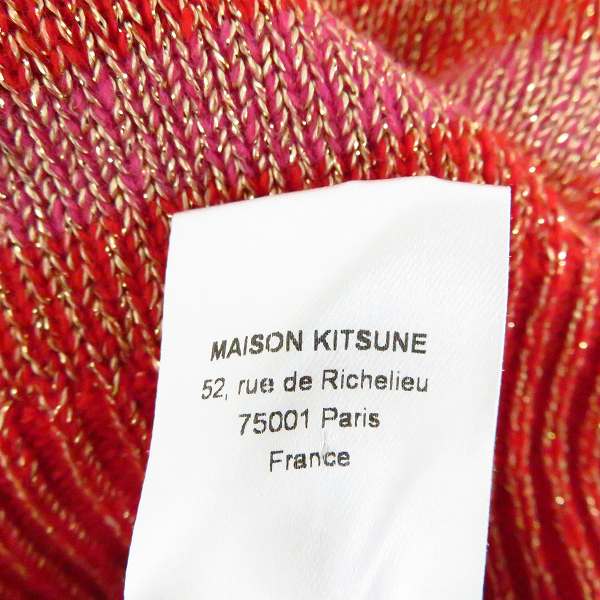 MAISON KITSUNE
52, rue de Richelieu
75001 Paris
France